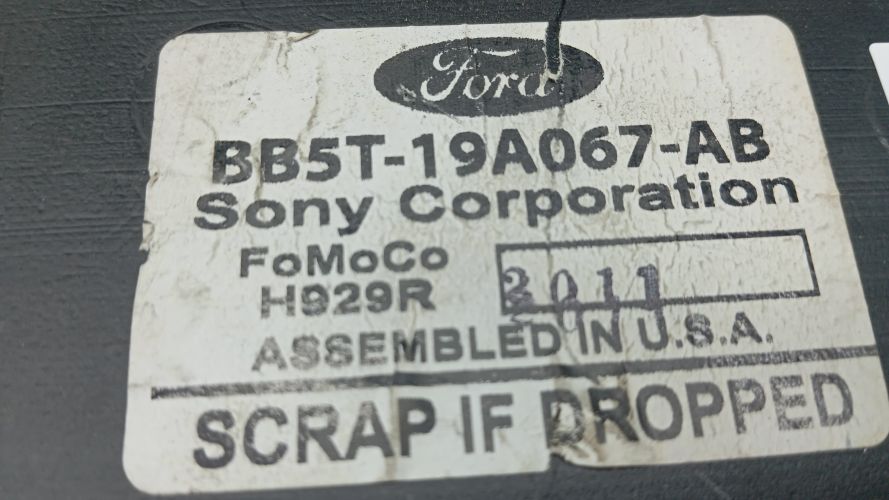 Ford
BB5T-19A067-AB
Sony Corporation
FoMoCo
H929R
2011
ASSEMBLED IN U.S.A.
SCRAP IF DROPPED